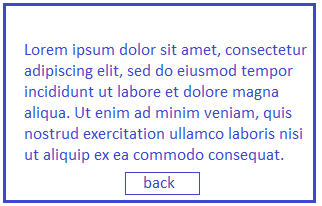 Lorem ipsum dolor sit amet, consectetur
adipiscing elit, sed do eiusmod tempor
incididunt ut labore et dolore magna
aliqua. Ut enim ad minim veniam, quis
nostrud exercitation ullamco laboris nisi
ut aliquip ex ea commodo consequat.
back